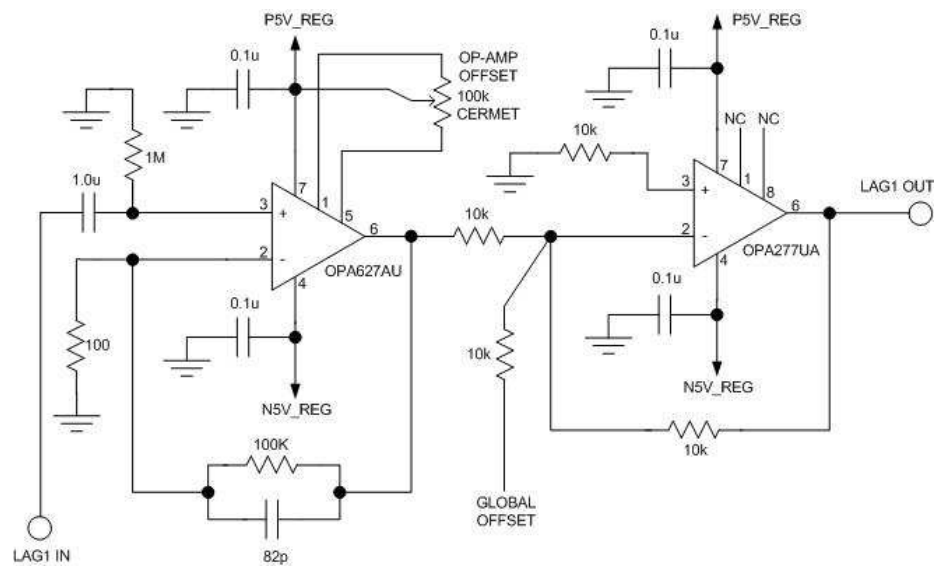 P5V_REG
P5V_REG
0.1u
OP-AMP
OFFSET
100k
CERMET
0.1u
NC NC
10k
1M
7
1
5
7
1
8
LAG1 OUT
1.0u
3
+
3
+
6
10k
6
2
-
2
-
OPA627AU
OPA277UA
4
4
0.1u
0.1u
100
10k
N5V_REG
N5V_REG
100K
10k
82p
GLOBAL
OFFSET
LAG1 IN